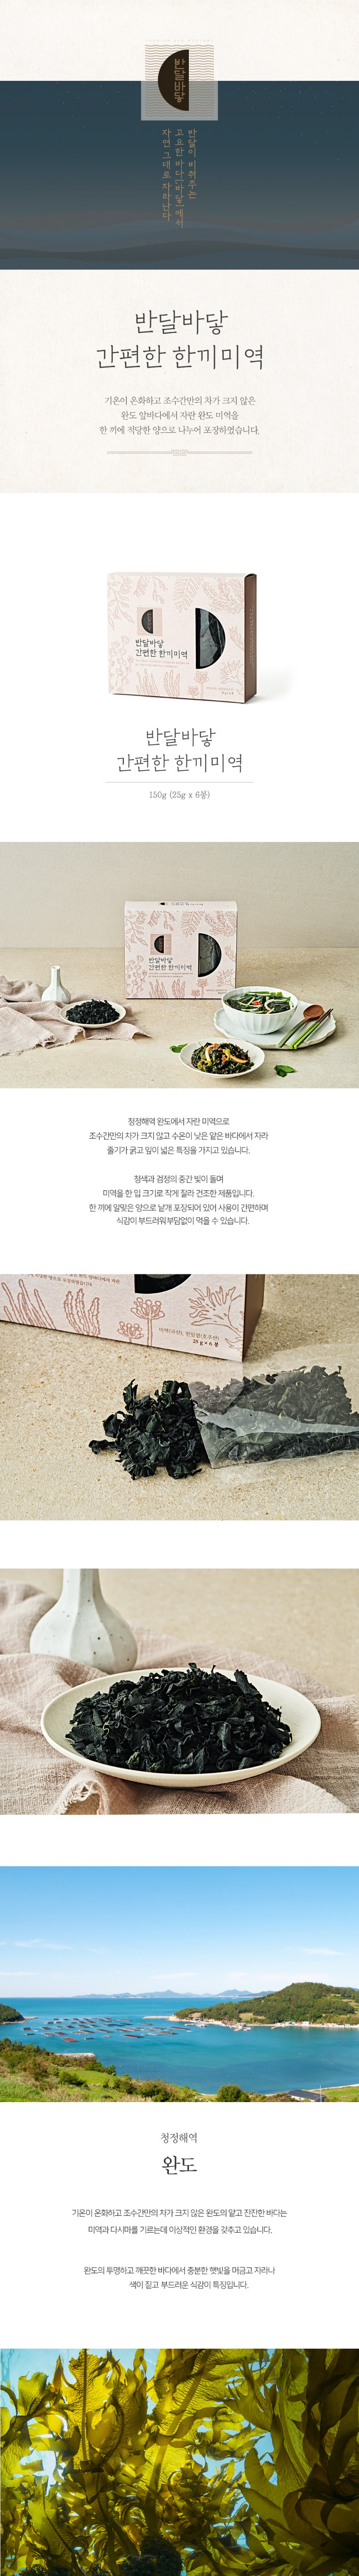 반달바닿
반달이 비춰주는
고요한 바다[바닿]에서
자연 그대로 자라난다
반달바닿
간편한 한끼미역
기온이 온화하고 조수간만의 차가 크지 않은
완도 앞바다에서 자란 완도 미역을
한 끼에 적당한 양으로 나누어 포장하였습니다.
반달바닿
간편한 한끼미역
반달바닿
간편한 한끼미역
150g (25g x 6봉)
반달바닿
간편한 한끼미역
청정해역 완도에서 자란 미역으로
조수간만의 차가 크지 않고 수온이 낮은 맑은 바다에서 자라
줄기가 굵고 잎이 넓은 특징을 가지고 있습니다.
청색과 검정의 중간 빛이 돌며
미역을 한 입 크기로 작게 잘라 건조한 제품입니다.
한 끼에 알맞은 양으로 낱개 포장되어 있어 사용이 간편하며
식감이 부드러워 부담없이 먹을 수 있습니다.
25g x 6봉
청정해역
완도
기온이 온화하고 조수간만의 차가 크지 않은 완도의 맑고 잔잔한 바다는
미역과 다시마를 기르는데 이상적인 환경을 갖추고 있습니다.
완도의 투명하고 깨끗한 바다에서 충분한 햇빛을 머금고 자라나
색이 짙고 부드러운 식감이 특징입니다.